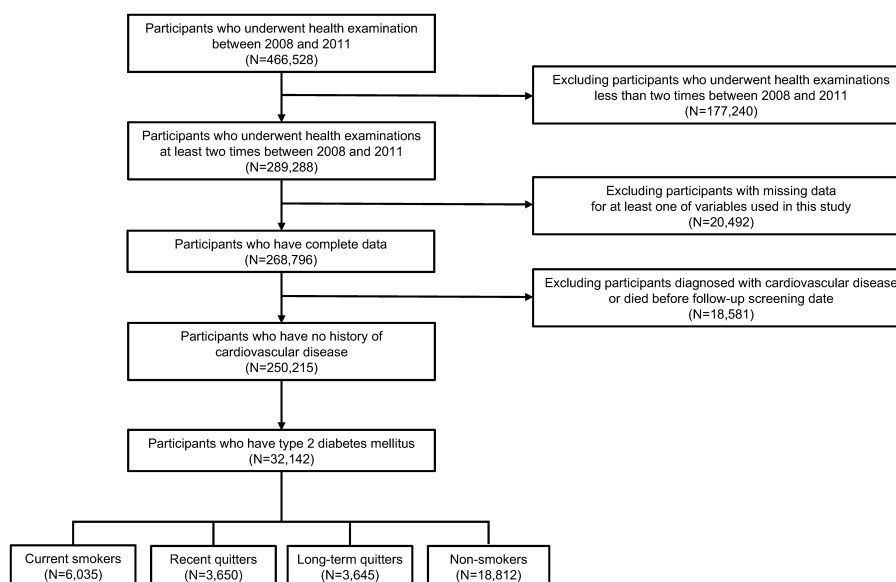 Participants who underwent health examination
between 2008 and 2011
(N=466,528)
Excluding participants who underwent health examinations
less than two times between 2008 and 2011
(N=177,240)
Participants who underwent health examinations
at least two times between 2008 and 2011
(N=289,288)
Excluding participants with missing data
for at least one of variables used in this study
(N=20,492)
Participants who have complete data
(N=268,796)
Excluding participants diagnosed with cardiovascular disease
or died before follow-up screening date
(N=18,581)
Participants who have no history of
cardiovascular disease
(N=250,215)
Participants who have type 2 diabetes mellitus
(N=32,142)
Current smokers
(N=6,035)
Recent quitters
(N=3,650)
Long-term quitters
(N=3,645)
Non-smokers
(N=18,812)